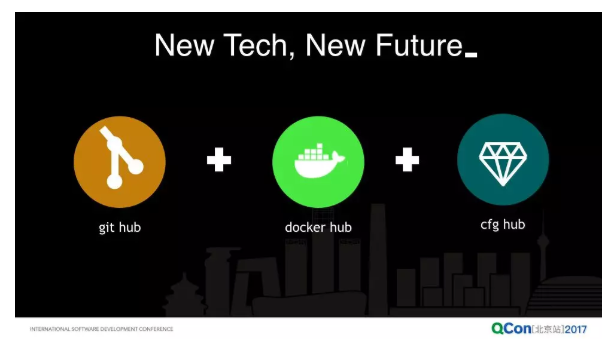 New Tech, New Future_
git hub
docker hub
cfg hub
INTERNATIONAL SOFTWARE DEVELOPMENT CONFERENCE
QCon[北京站]2017